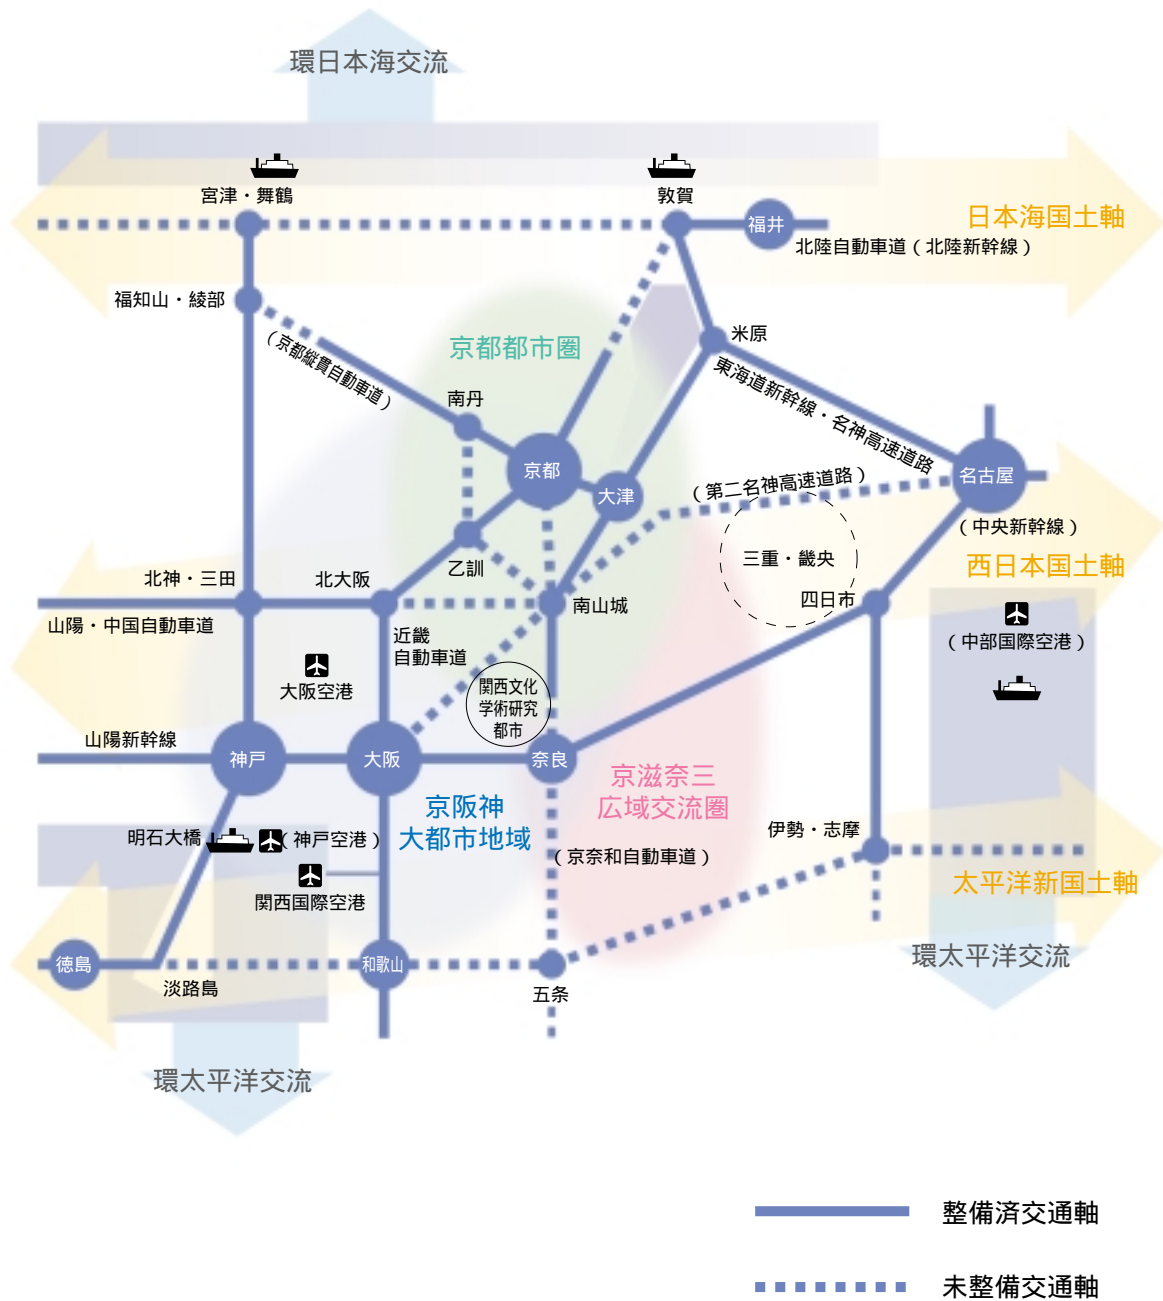 環日本海交流
宮津・舞鶴
敦賀
福井
日本海国土軸
北陸自動車道(北陸新幹線)
福知山・綾部
(京都縦貫自動車道)
京都都市圏
米原
東海道新幹線・名神高速道路
南丹
京都
大津
(第二名神高速道路)
名古屋
(中央新幹線)
三重・畿央
西日本国土軸
乙訓
北神・三田
北大阪
南山城
四日市
山陽・中国自動車道
近畿
自動車道
(中部国際空港)
大阪空港
関西文化
学術研究
都市
山陽新幹線
神戸
大阪
奈良
京滋奈三
広域交流圏
京阪神
大都市地域
明石大橋
(神戸空港)
伊勢・志摩
(京奈和自動車道)
関西国際空港
太平洋新国土軸
徳島
和歌山
環太平洋交流
淡路島
五条
環太平洋交流
整備済交通軸
未整備交通軸